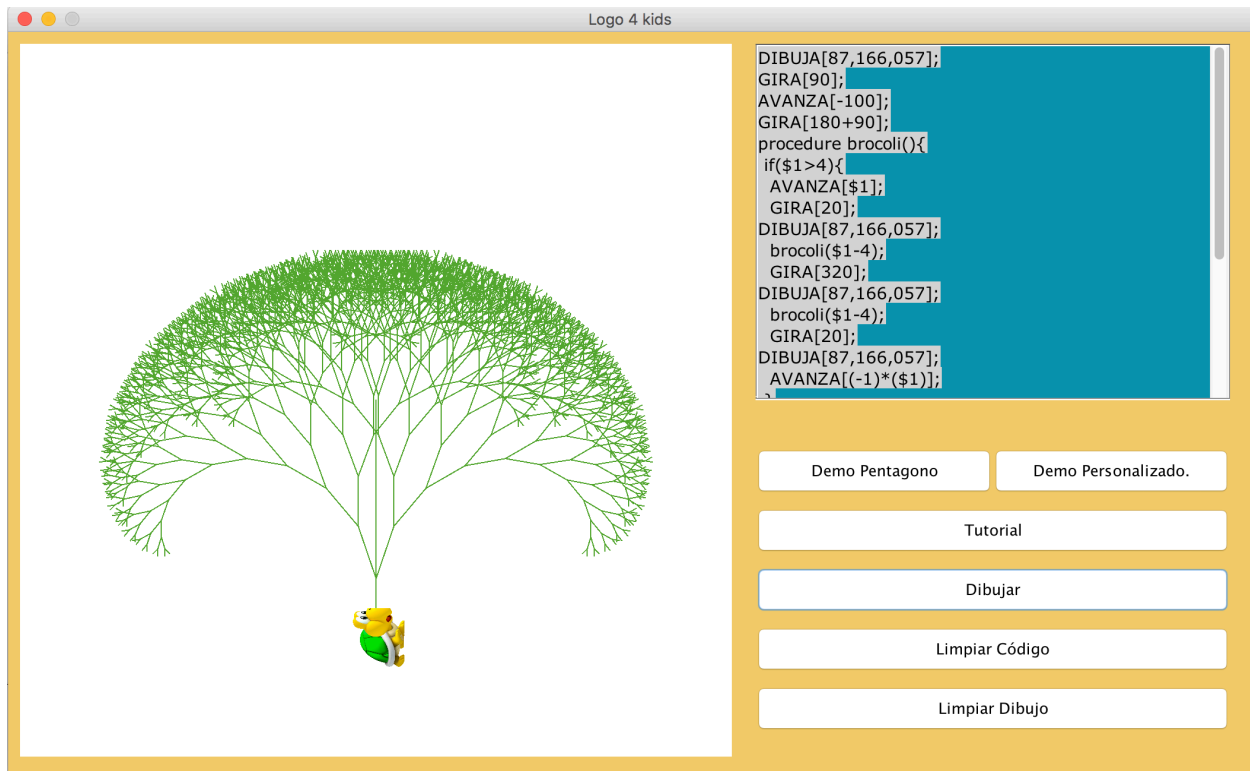 Logo 4 kids
DIBUJA[87,166,057];
GIRA[90];
AVANZA[-100];
GIRA[180+90];
procedure brocoli(){
if($1>4){
AVANZA[$1];
GIRA[20];
DIBUJA[87,166,057];
brocoli($1-4);
GIRA[320];
DIBUJA[87,166,057];
brocoli($1-4);
GIRA[20];
DIBUJA[87,166,057];
AVANZA[(-1)*($1)];
}
Demo Pentagono
Demo Personalizado.
Tutorial
Dibujar
Limpiar Código
Limpiar Dibujo